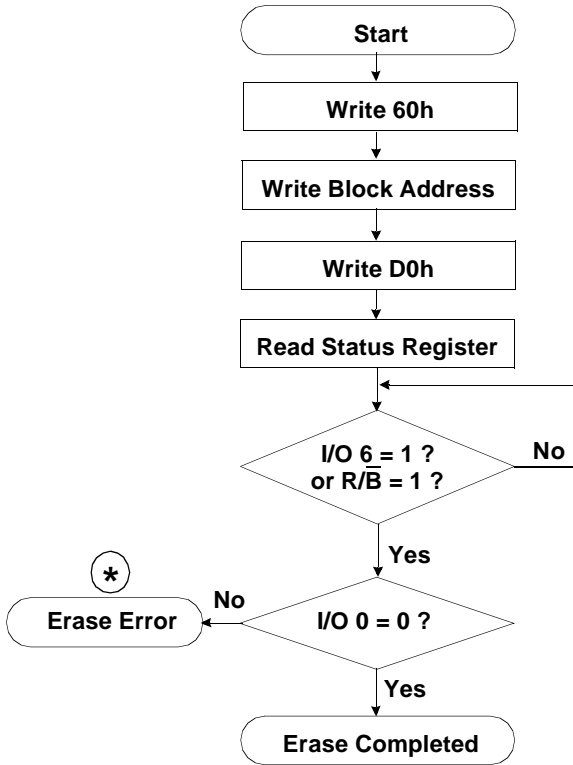 Start
Write 60h
Write Block Address
Write D0h
Read Status Register
I/O 6 = 1 ?
or R/B̅ = 1 ?
No
Yes
*
No
Erase Error
I/O 0 = 0 ?
Yes
Erase Completed